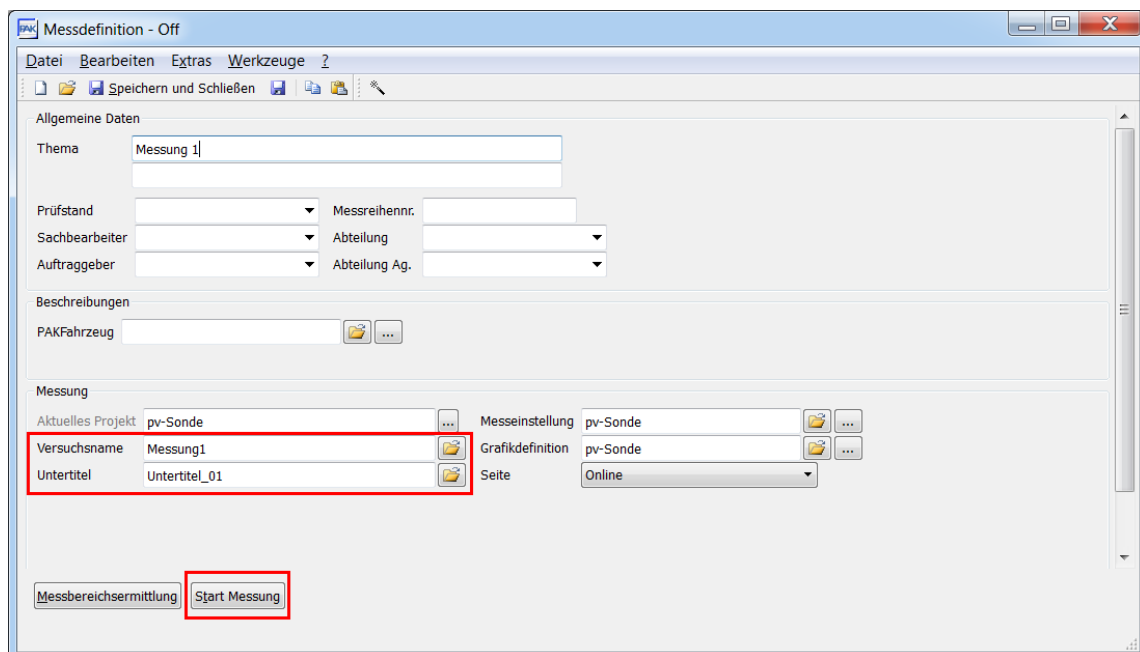 PAK Messdefinition - Off
Datei Bearbeiten Extras Werkzeuge ?
Speichern und Schließen
Allgemeine Daten
Thema Messung 1
Prüfstand Messreihennr.
Sachbearbeiter Abteilung
Auftraggeber Abteilung Ag.
Beschreibungen
PAKFahrzeug ...
Messung
Aktuelles Projekt pv-Sonde ... Messeinstellung pv-Sonde ...
Versuchsname Messung1 Grafikdefinition pv-Sonde ...
Untertitel Untertitel_01 Seite Online
Messbereichsermittlung Start Messung